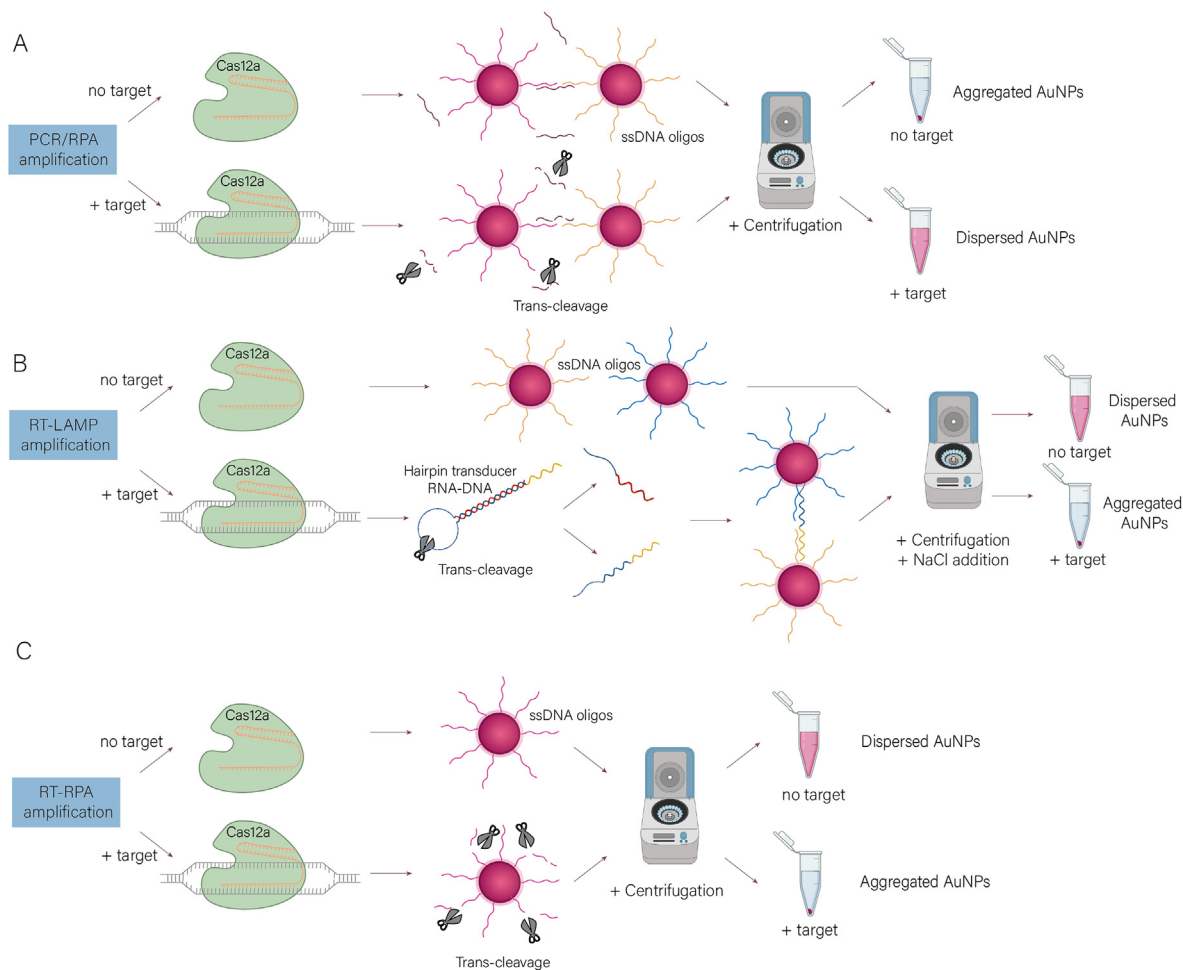 A
Cas12a
no target
PCR/RPA
amplification
+ target
Cas12a
ssDNA oligos
Trans-cleavage
+ Centrifugation
no target
Aggregated AuNPs
Dispersed AuNPs
+ target
B
Cas12a
no target
RT-LAMP
amplification
+ target
Cas12a
ssDNA oligos
Hairpin transducer
RNA-DNA
Trans-cleavage
+ Centrifugation
+ NaCl addition
Dispersed
AuNPs
no target
Aggregated
AuNPs
+ target
C
Cas12a
no target
RT-RPA
amplification
+ target
Cas12a
ssDNA oligos
Trans-cleavage
+ Centrifugation
Dispersed AuNPs
no target
Aggregated AuNPs
+ target